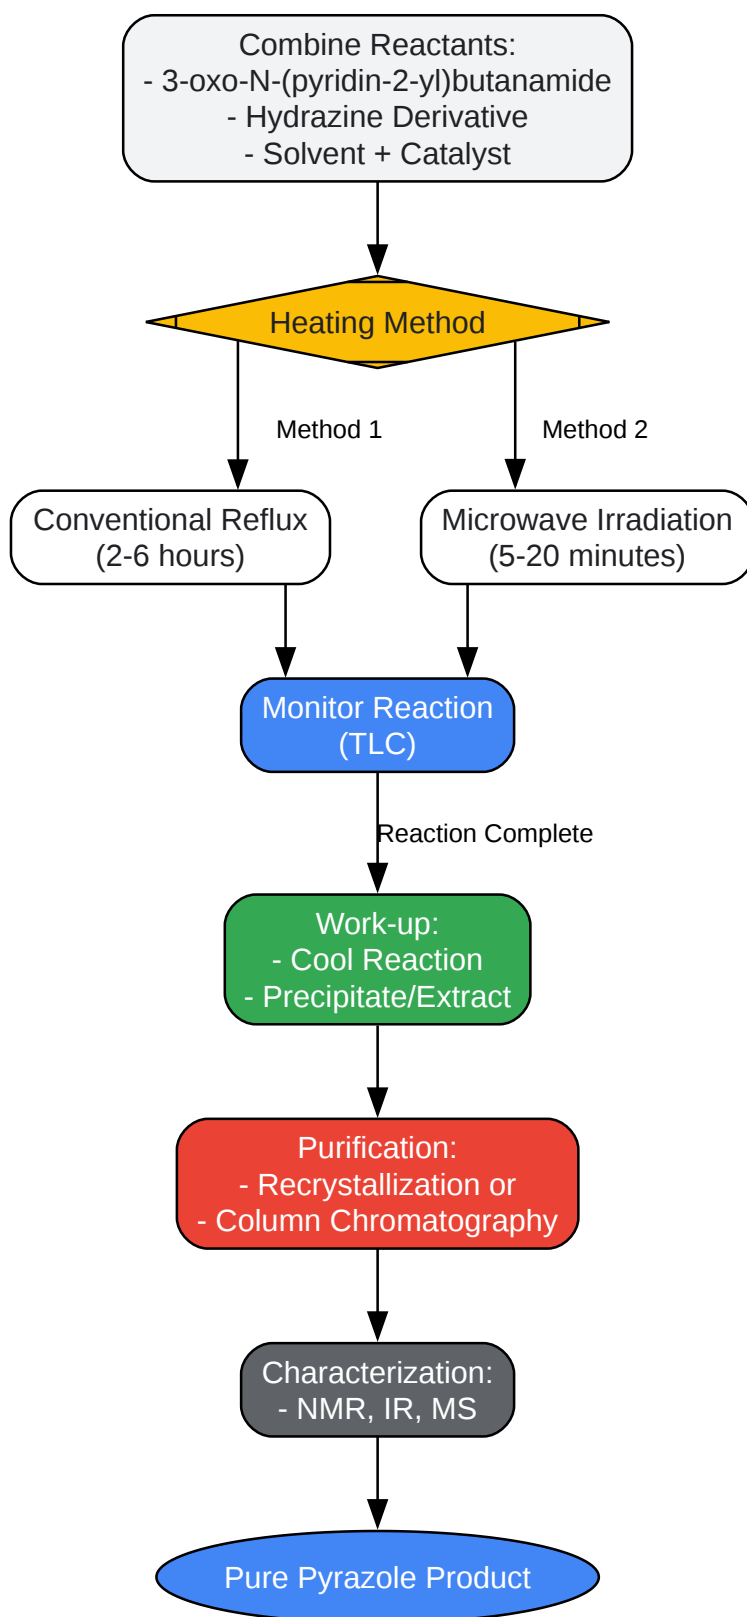 Combine Reactants:
- 3-oxo-N-(pyridin-2-yl)butanamide
- Hydrazine Derivative
- Solvent + Catalyst
Heating Method
Method 1
Method 2
Conventional Reflux
(2-6 hours)
Microwave Irradiation
(5-20 minutes)
Monitor Reaction
(TLC)
Reaction Complete
Work-up:
- Cool Reaction
- Precipitate/Extract
Purification:
- Recrystallization or
- Column Chromatography
Characterization:
- NMR, IR, MS
Pure Pyrazole Product